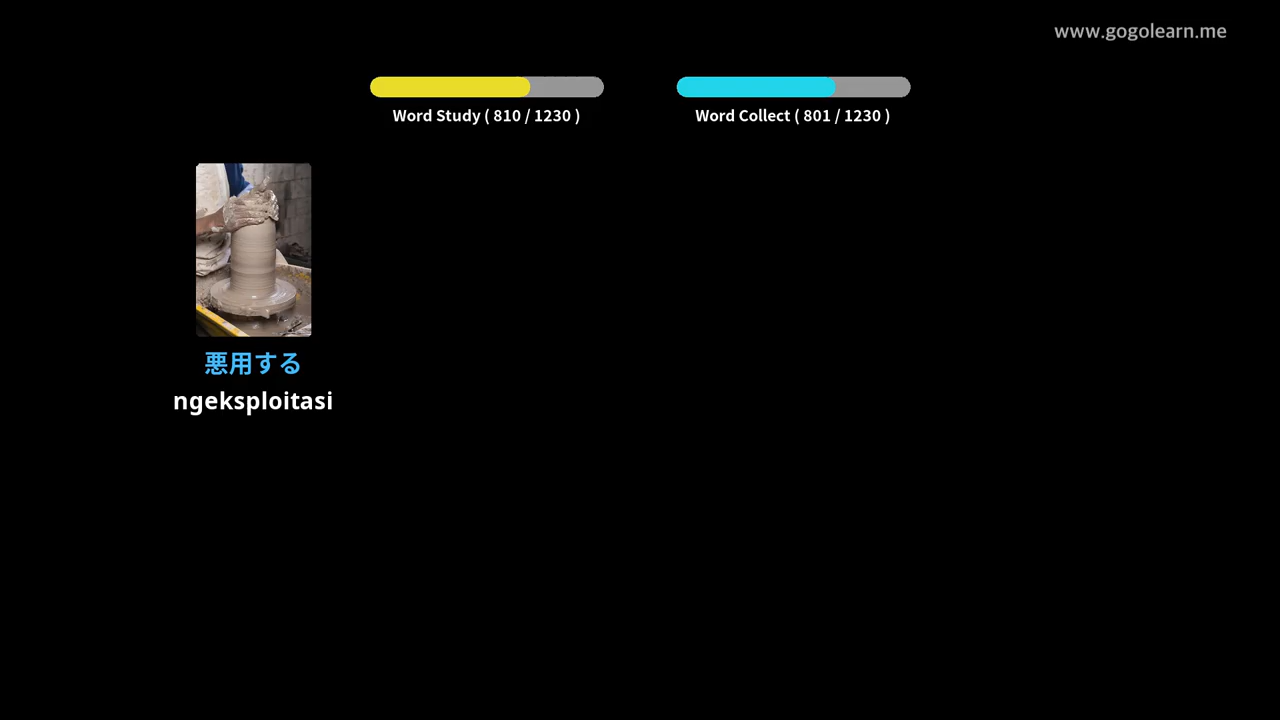 www.gogolearn.me
Word Study ( 810 / 1230 )
Word Collect ( 801 / 1230 )
悪用する
ngeksploitasi